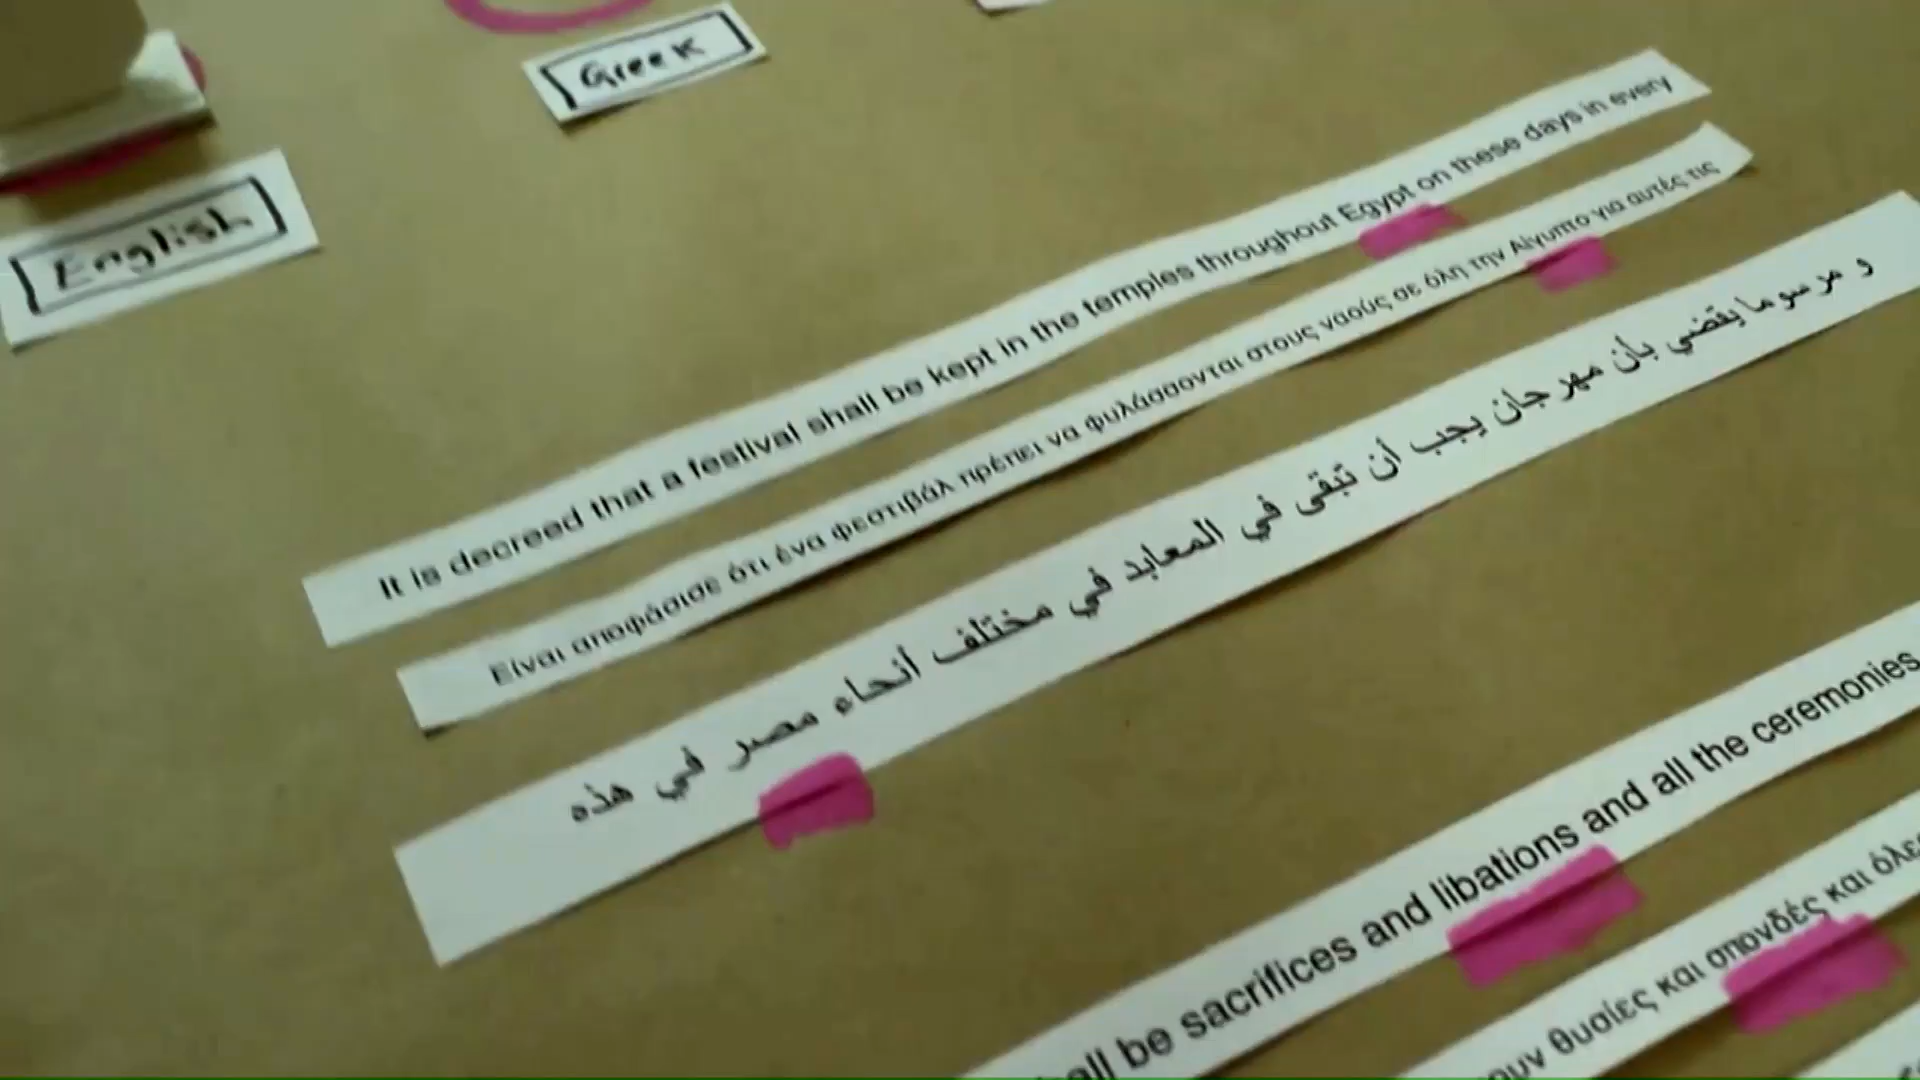 Greek
English
It is decreed that a festival shall be kept in the temples throughout Egypt on these days in every
Είναι αποφάσισε ότι ένα φεστιβάλ πρέπει να φυλάσσονται στους ναούς σε όλη την Αίγυπτο για αυτές τις
و مرسوما يقضي بأن مهرجان يجب أن تبقى في المعابد في مختلف أنحاء مصر في هذه
be sacrifices and libations and all the ceremonies
θυσίες και σπονδές και